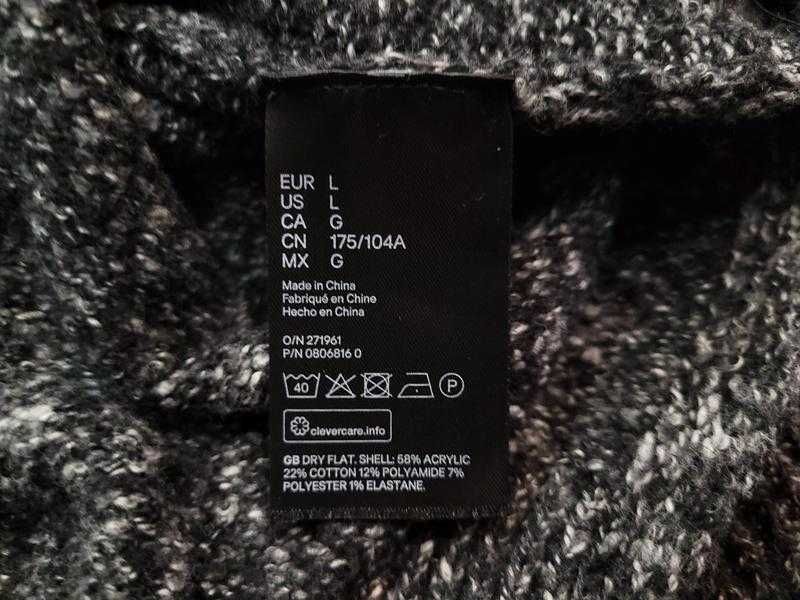 EUR L
US L
CA G
CN 175/104A
MX G
Made in China
Fabriqué en Chine
Hecho en China
O/N 271961
P/N 0806816 0
40 P
clevercare.info
GB DRY FLAT. SHELL: 58% ACRYLIC
22% COTTON 12% POLYAMIDE 7%
POLYESTER 1% ELASTANE.